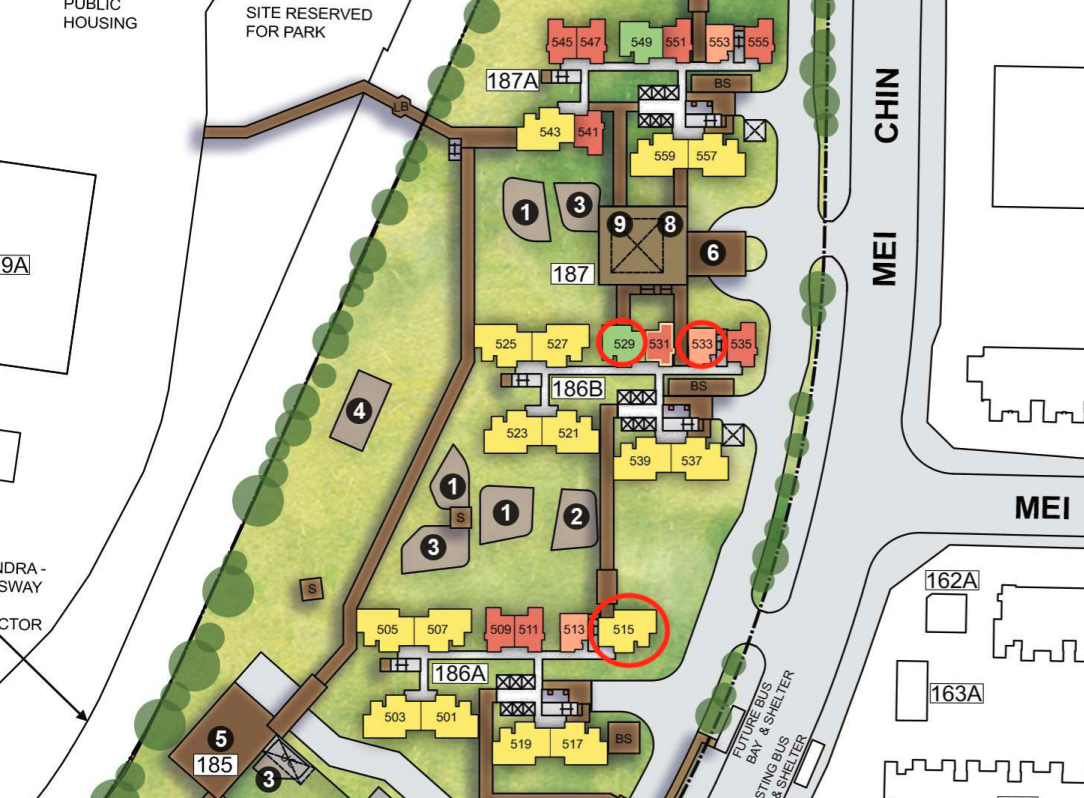 PUBLIC
HOUSING
SITE RESERVED
FOR PARK
545 547 549 551 553 555
187A
BS
LB
543 541
559 557
CHIN
MEI
1 3
9 8
6
187
9A
525 527 529 531 533 535
186B
BS
4
523 521
539 537
1
S
1 2
3
MEI
S
NDRA -
SWAY
CTOR
162A
505 507 509 511 513 515
186A
163A
503 501
519 517
BS
5
185
3
FUTURE BUS
BAY & SHELTER
STING BUS
& SHELTER